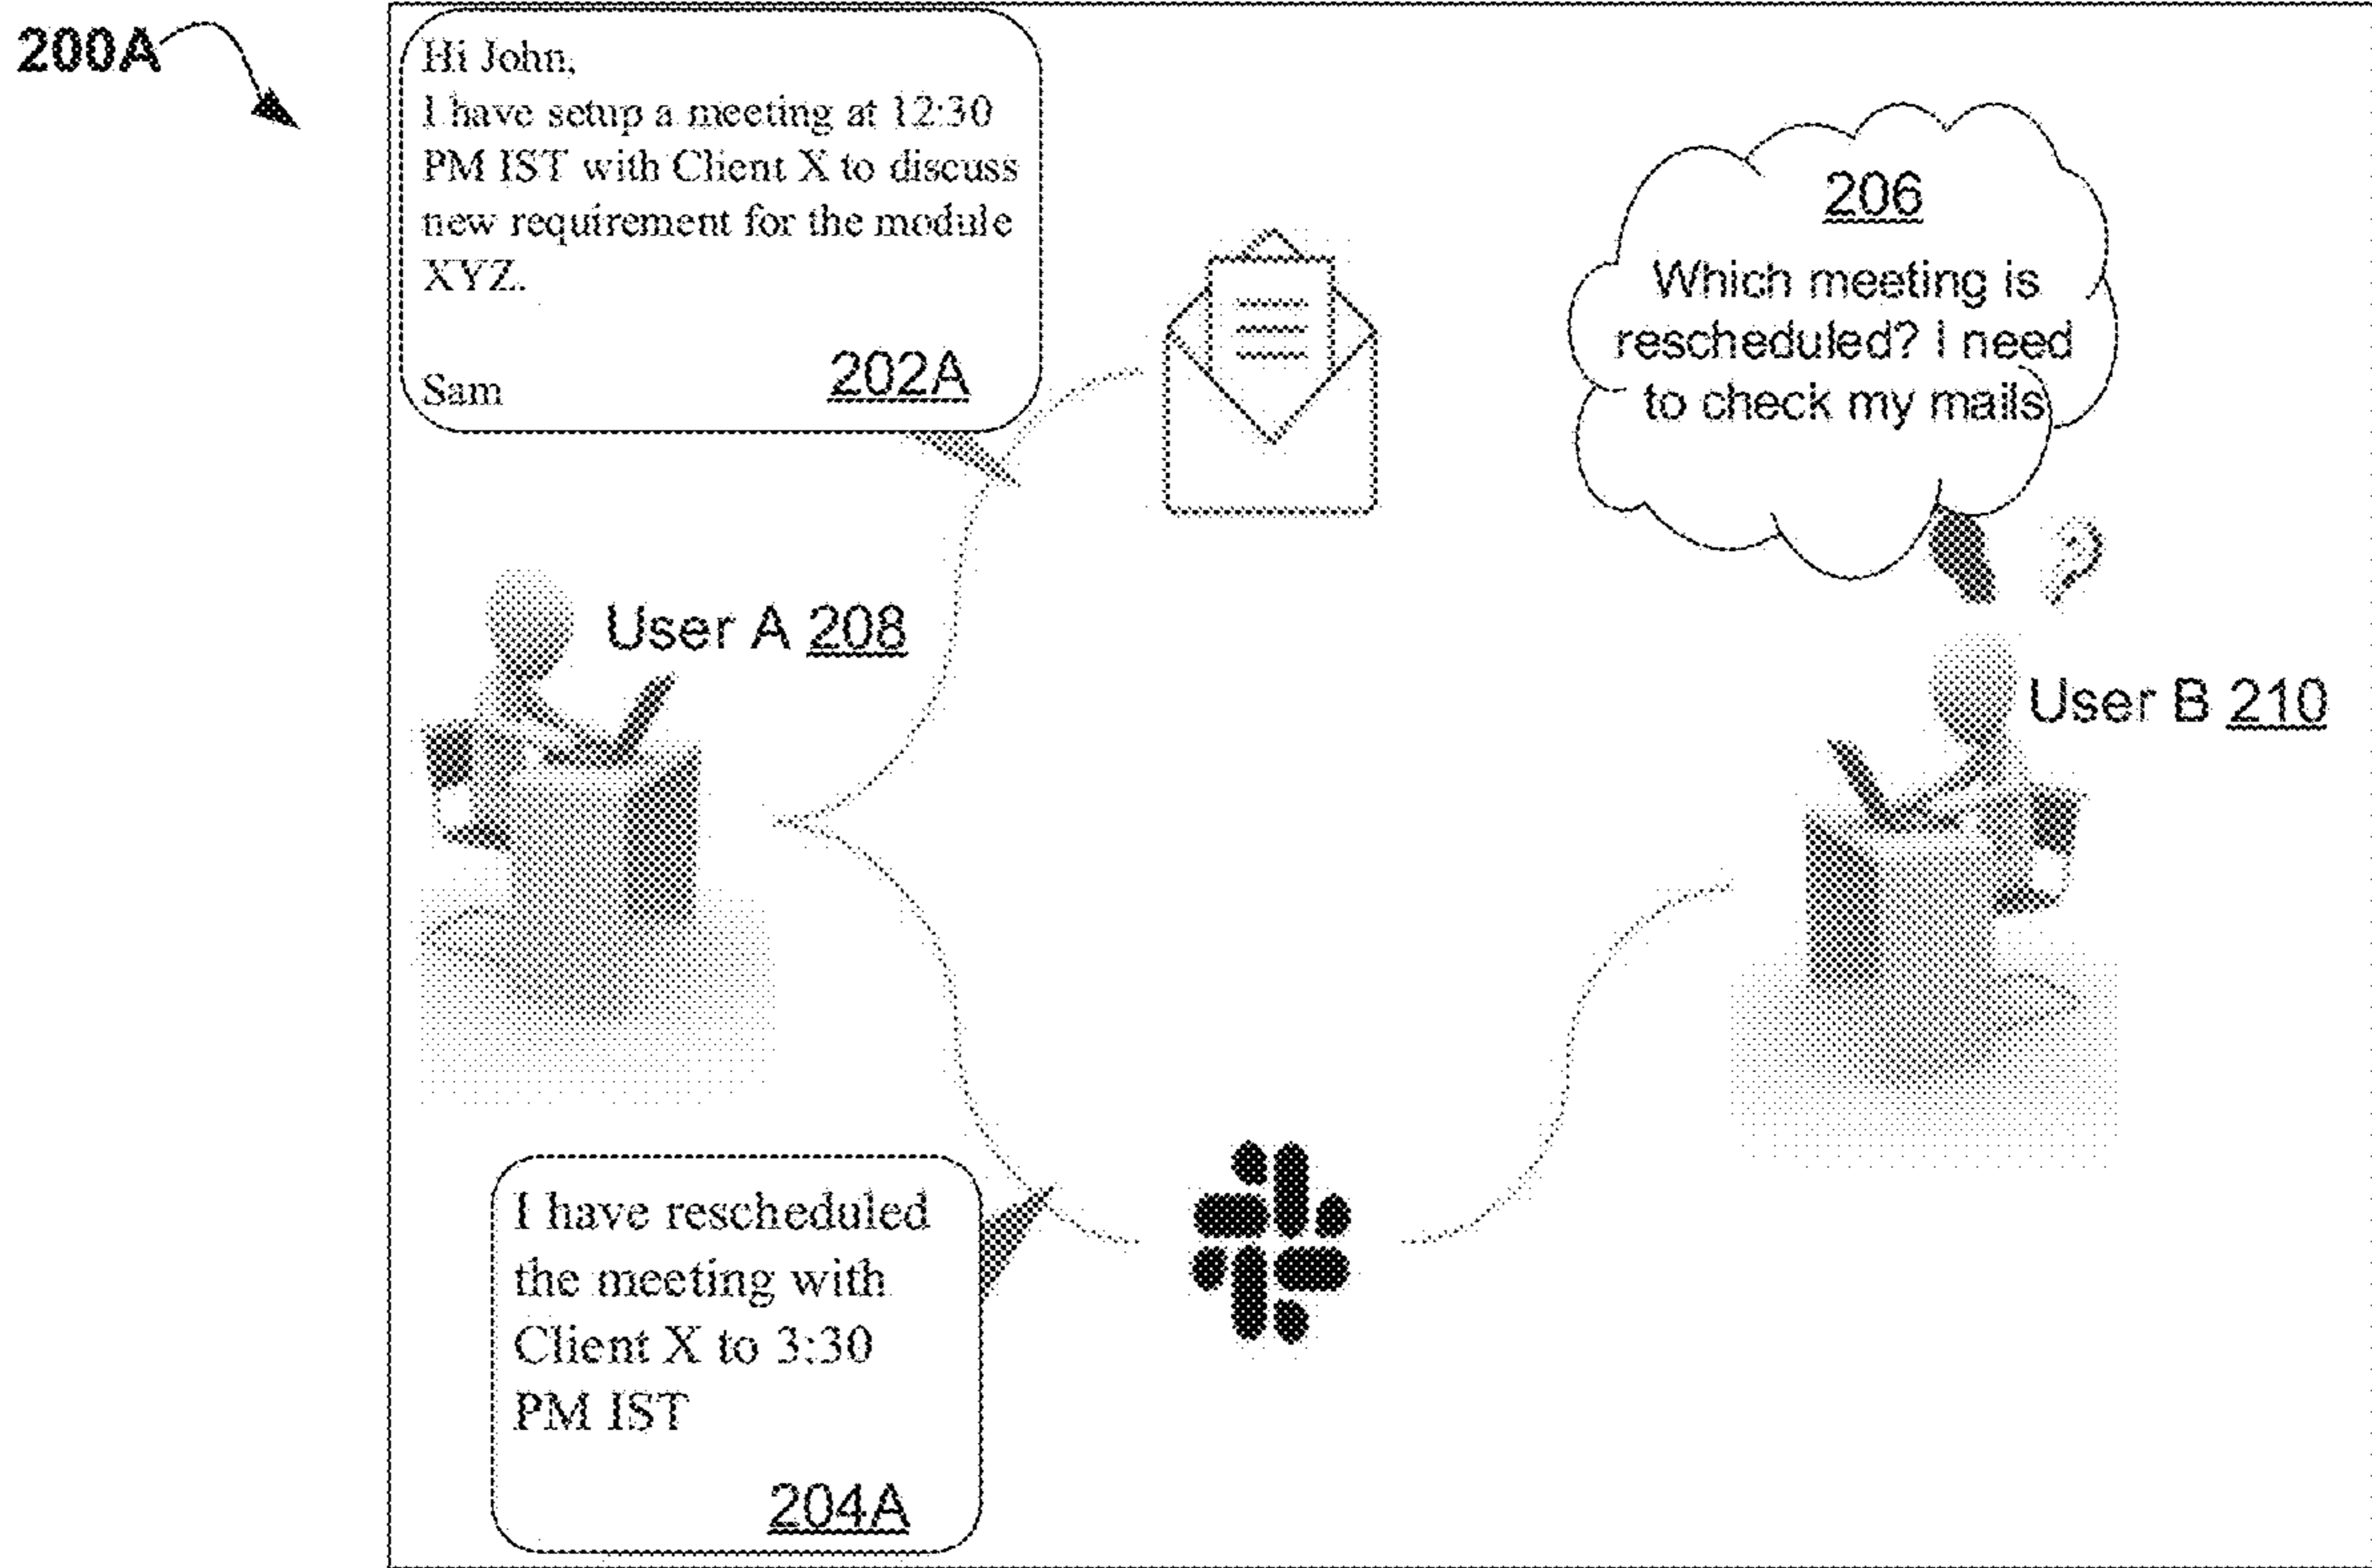 200A
Hi John,
I have setup a meeting at 12:30
PM IST with Client X to discuss
new requirement for the module
XYZ.
Sam
202A
206
Which meeting is
rescheduled? I need
to check my mails
?
User A 208
User B 210
I have rescheduled
the meeting with
Client X to 3:30
PM IST
204A